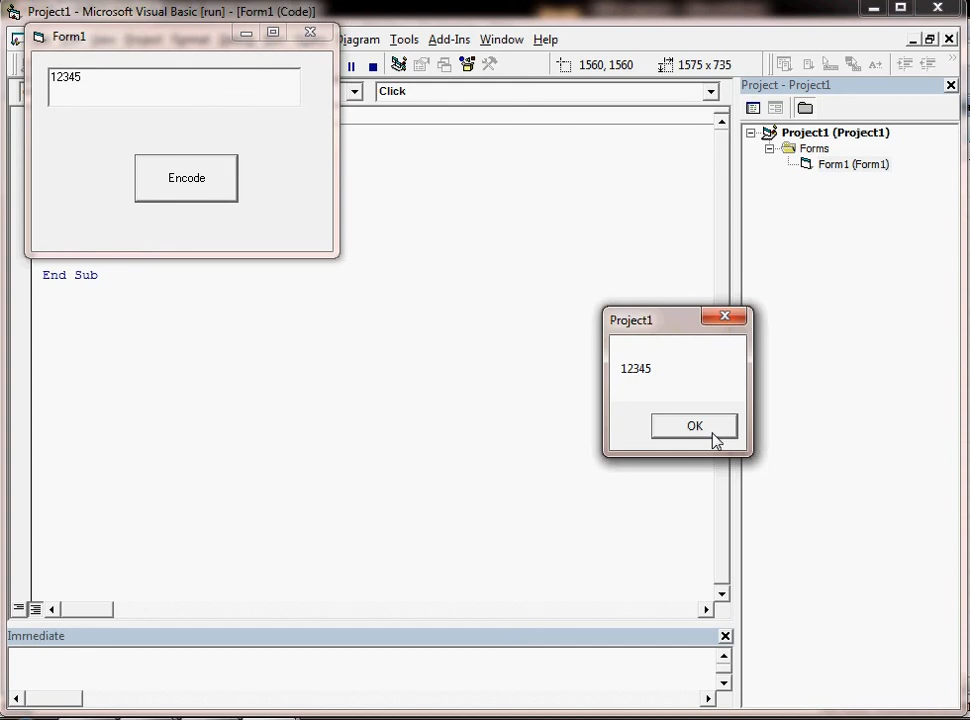 Project1 - Microsoft Visual Basic [run] - [Form1 (Code)]
Form1
Diagram Tools Add-Ins Window Help
12345
1560, 1560 1575 x 735
Click
Project - Project1
Encode
Project1 (Project1)
Forms
Form1 (Form1)
End Sub
Project1
12345
OK
Immediate